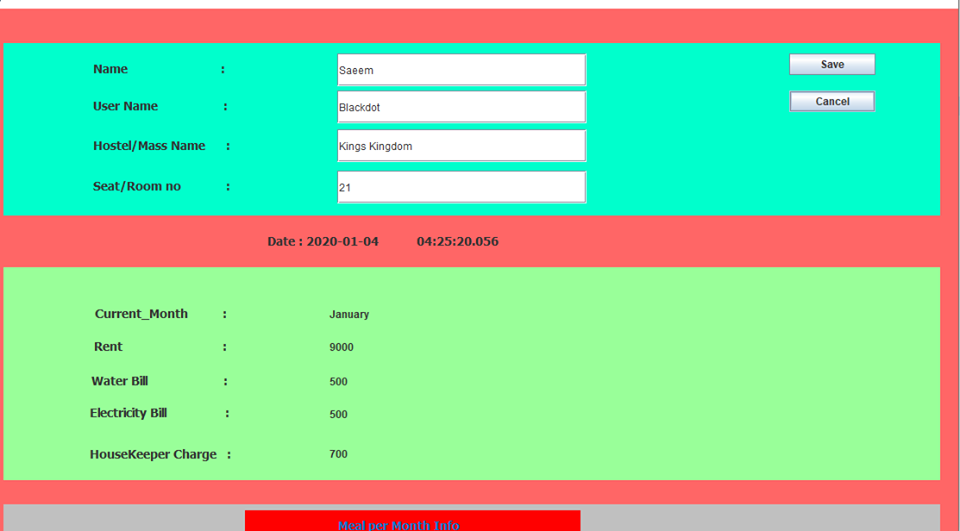 Name : Saeem Save
User Name : Blackdot Cancel
Hostel/Mass Name : Kings Kingdom
Seat/Room no : 21
Date : 2020-01-04 04:25:20.056
Current_Month : January
Rent : 9000
Water Bill : 500
Electricity Bill : 500
HouseKeeper Charge : 700
Meal per Month Info